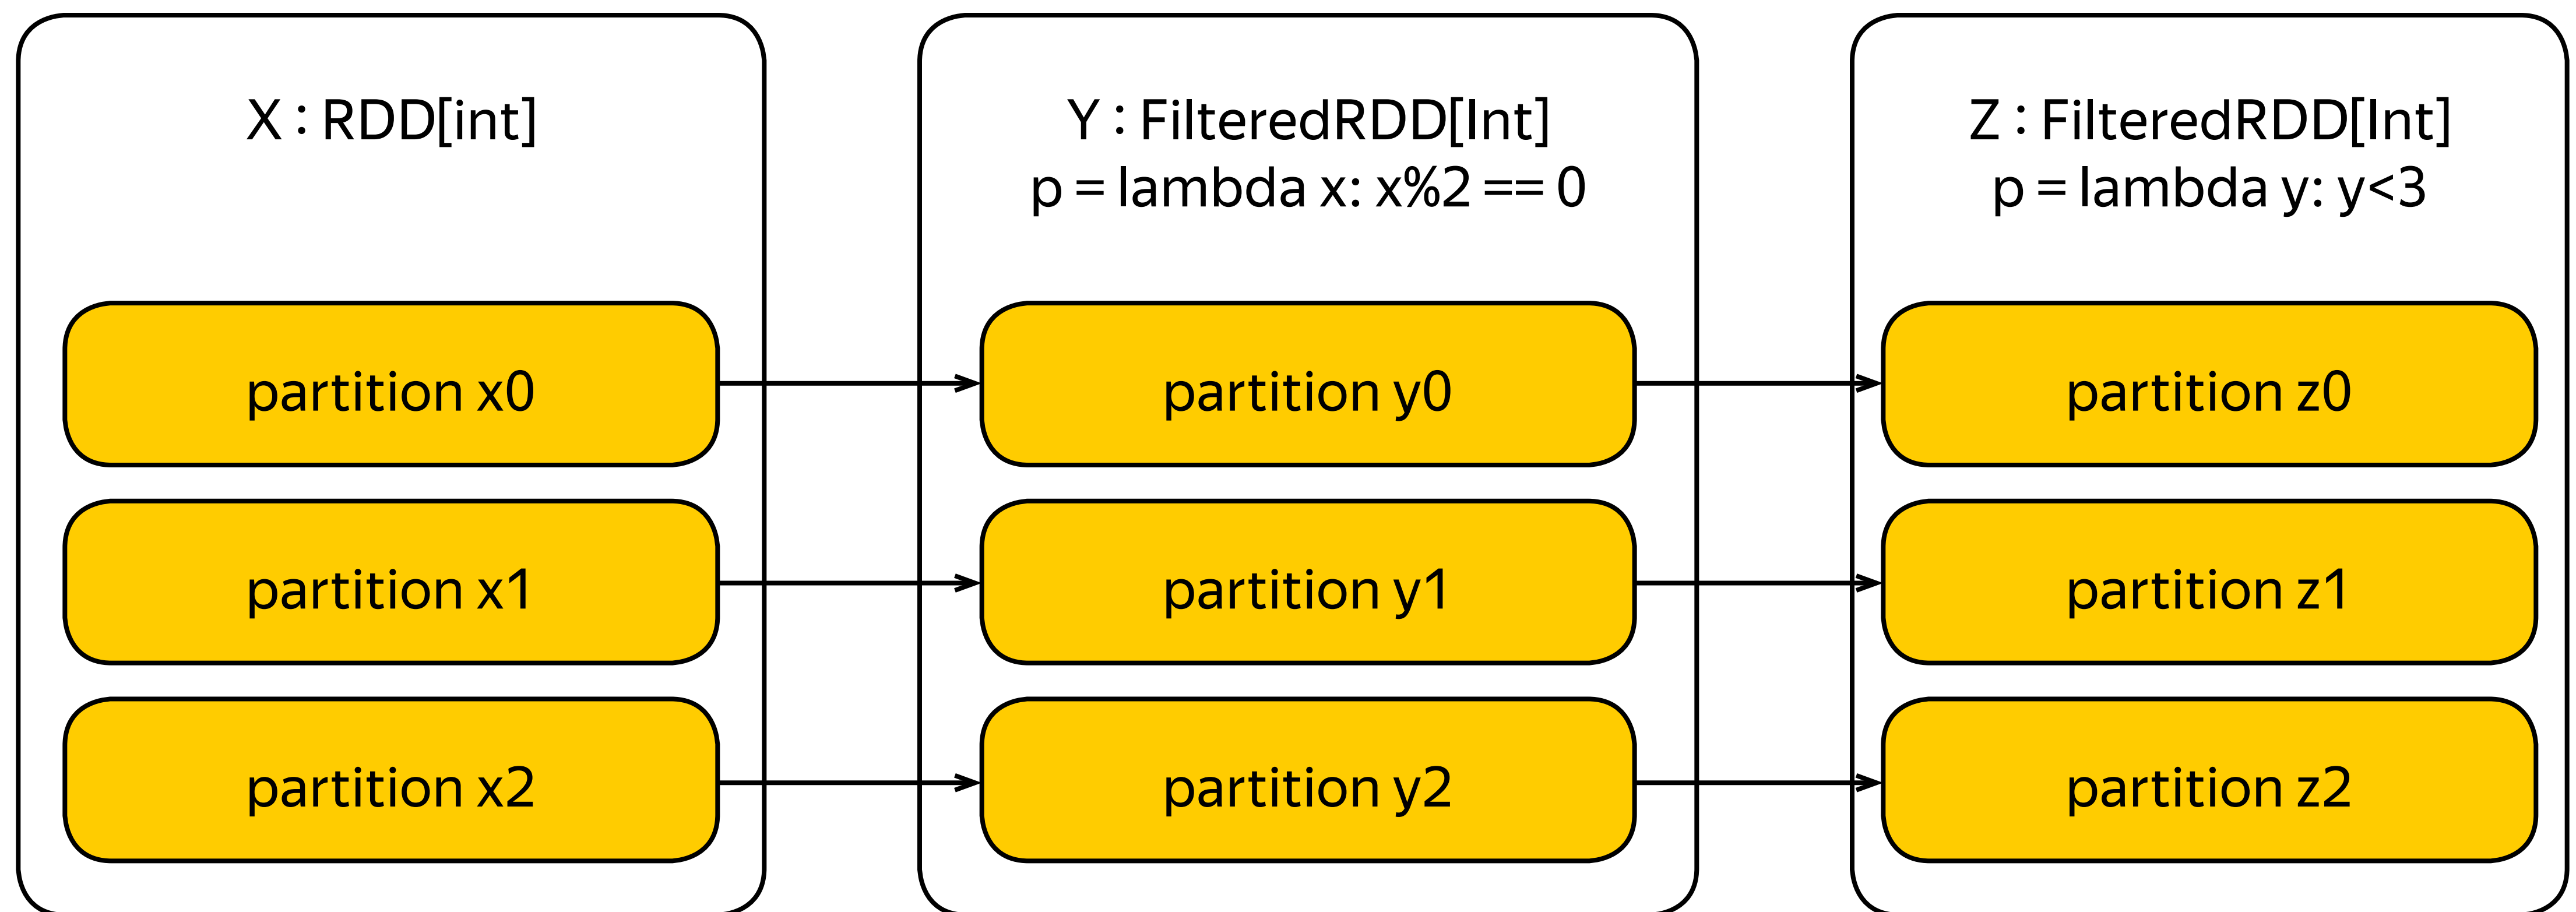 X : RDD[int]
Y : FilteredRDD[Int]
p = lambda x: x%2 == 0
Z : FilteredRDD[Int]
p = lambda y: y<3
partition x0
partition y0
partition z0
partition x1
partition y1
partition z1
partition x2
partition y2
partition z2